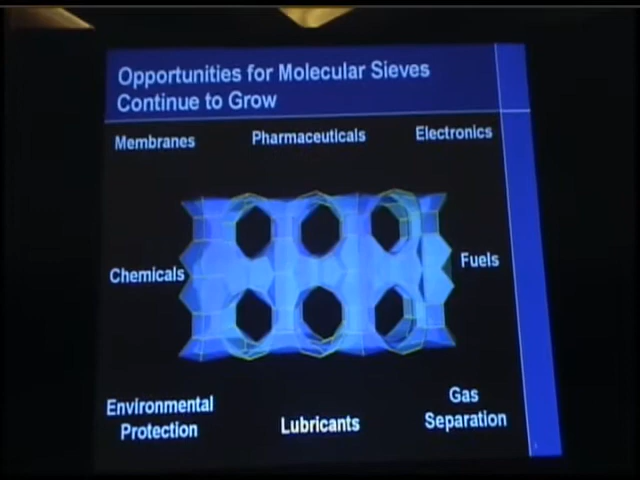 Opportunities for Molecular Sieves
Continue to Grow
Membranes
Pharmaceuticals
Electronics
Chemicals
Fuels
Environmental
Protection
Lubricants
Gas
Separation